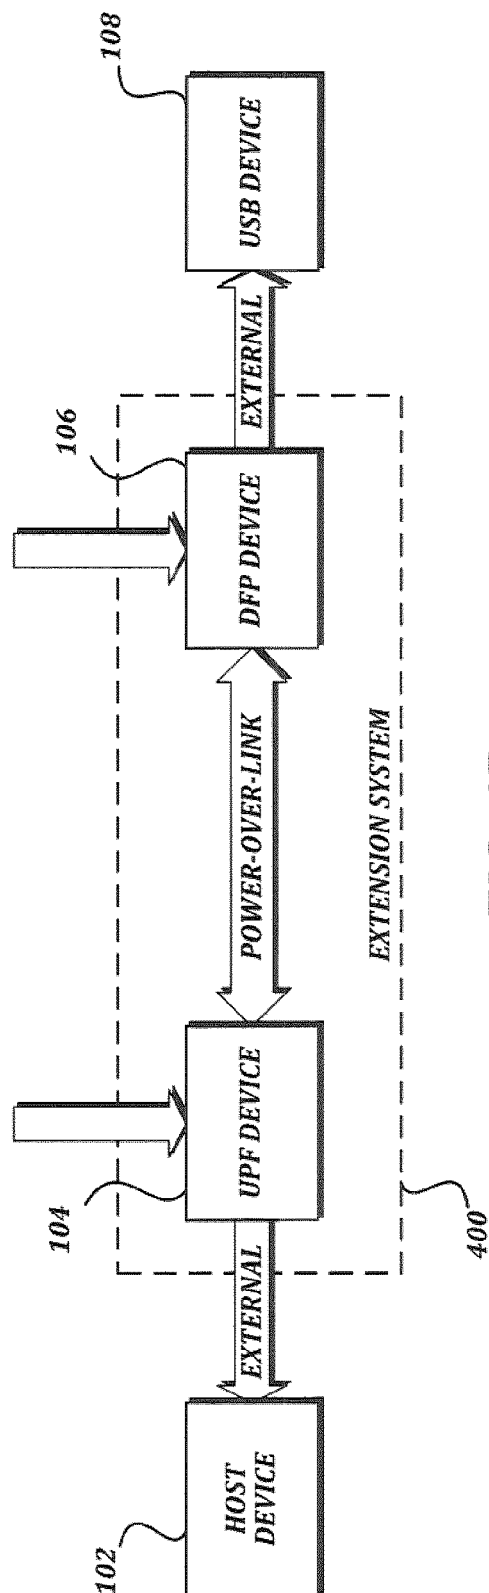 102
104
106
108
HOST
DEVICE
EXTERNAL
UPF DEVICE
POWER-OVER-LINK
DFP DEVICE
EXTERNAL
USB DEVICE
EXTENSION SYSTEM
400